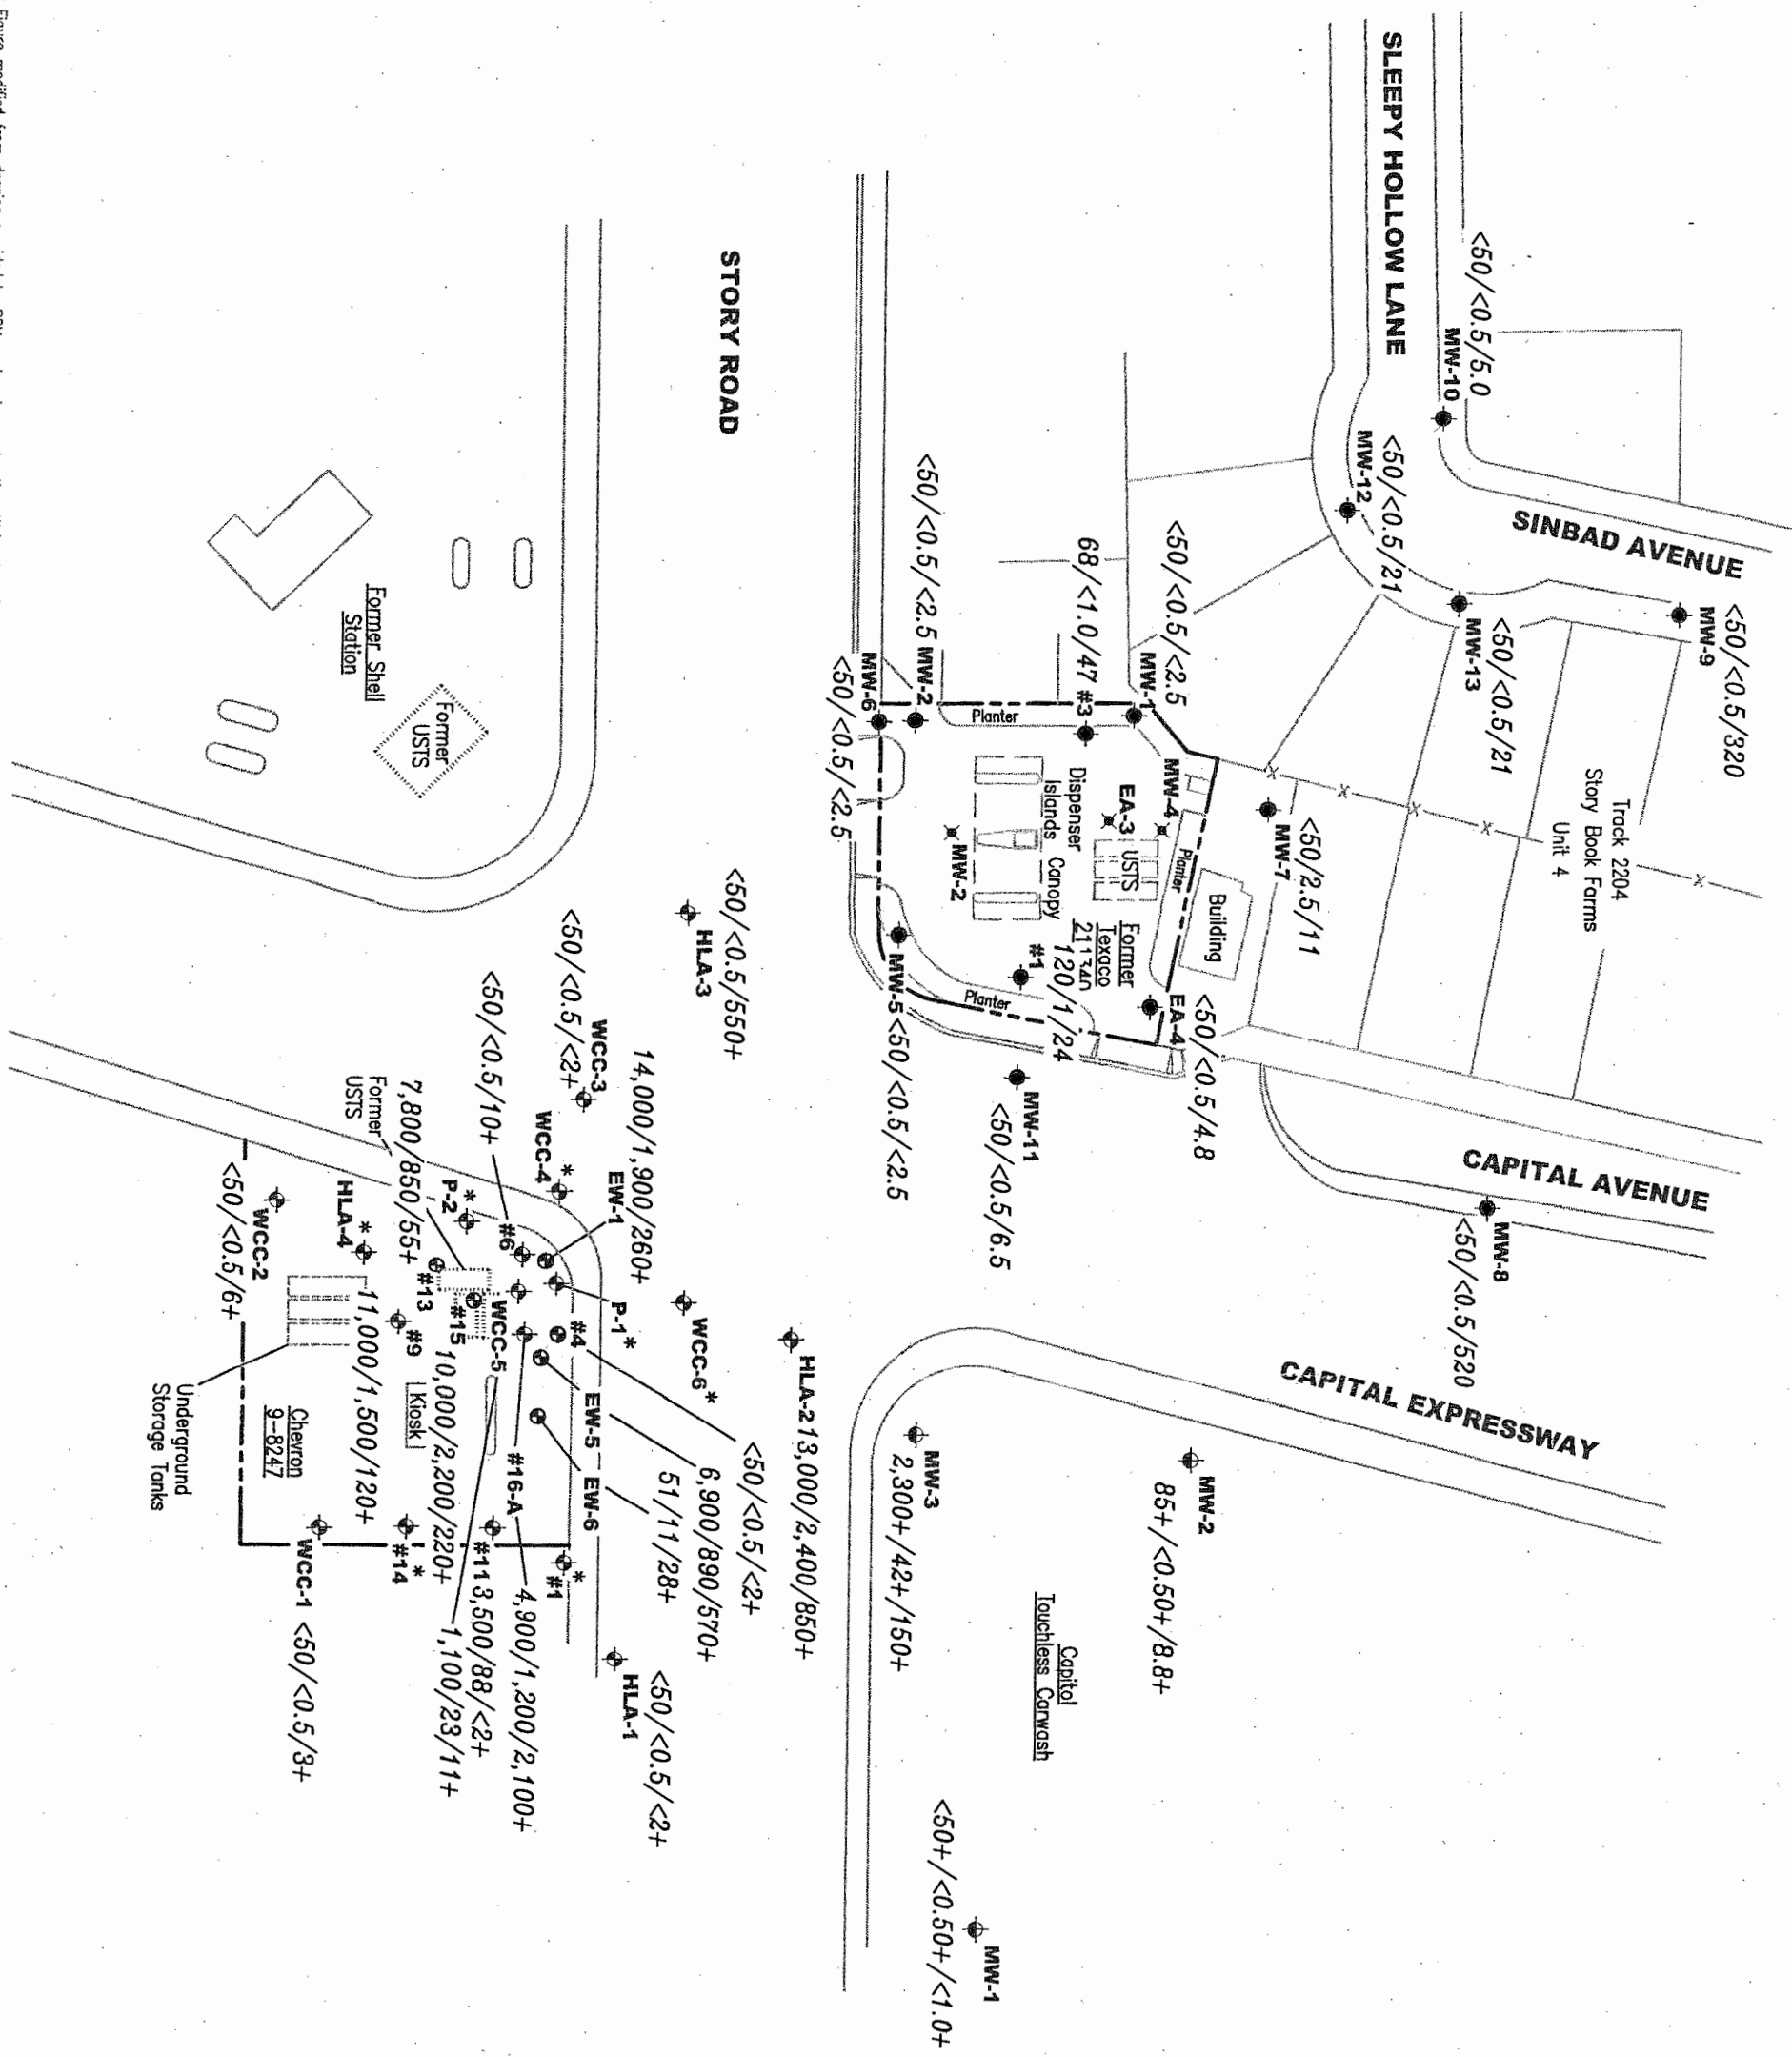 SLEEPY HOLLOW LANE
<50/<0.5/5.0
MW-10
<50/<0.5/21
MW-12
SINBAD AVENUE
<50/<0.5/320
MW-9
<50/<0.5/21
MW-13
Track 2204
Story Book Farms
Unit 4
<50/2.5/11
MW-7
<50/<0.5/<2.5
MW-1
68/<1.0/47 #3
<50/<0.5/<2.5 MW-2
MW-6
<50/<0.5/<2.5
Planter
MW-4
EA-3
USTS
Planter
Building
Dispenser
Islands Canopy
MW-2
Former
Texaco
#1
120/1/24
Planter
EA-4
<50/<0.5/4.8
MW-5 <50/<0.5/<2.5
MW-11
<50/<0.5/6.5
CAPITAL AVENUE
MW-8
<50/<0.5/520
CAPITAL EXPRESSWAY
STORY ROAD
Former Shell
Station
Former
USTS
<50/<0.5/550+
HLA-3
WCC-3
<50/<0.5/<2+
<50/<0.5/10+
14,000/1,900/260+
EW-1
*
WCC-4
7,800/850/55+
Former
USTS
*
P-2
#6
P-1*
WCC-6*
HLA-2 13,000/2,400/850+
#4
<50/<0.5/<2+
EW-5
6,900/890/570+
EW-6
51/11/28+
#13
#15 10,000/2,200/220+
WCC-5
1,100/23/11+
#16-A
4,900/1,200/2,100+
#9
11,000/1,500/120+
Kiosk
*
HLA-4
WCC-2
<50/<0.5/6+
Underground
Storage Tanks
Chevron
9-8247
#11 3,500/88/<2+
*
#14
*
#1
WCC-1 <50/<0.5/3+
<50/<0.5/<2+
HLA-1
MW-3
2,300+/42+/150+
MW-2
85+/<0.50+/8.8+
Capitol
Touchless Carwash
MW-1
<50+/<0.50+/<1.0+